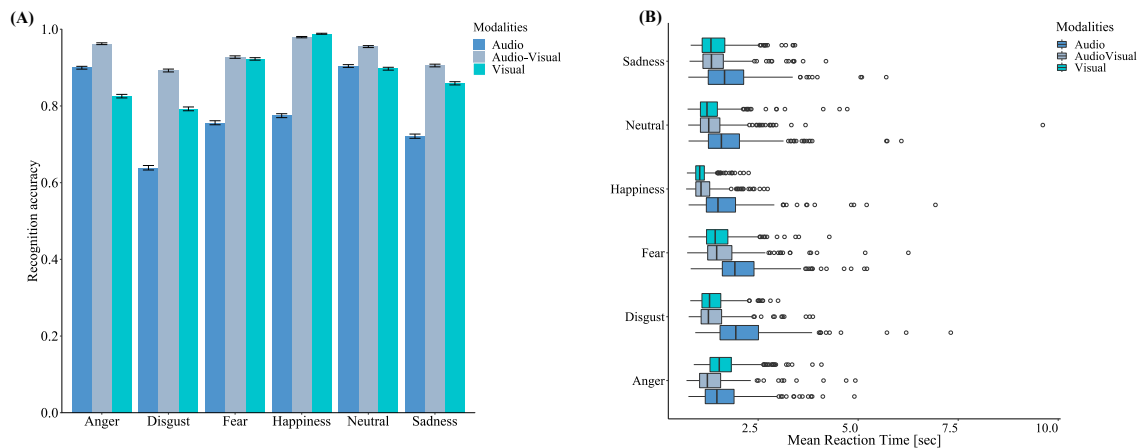 (A)
Modalities
Audio
Audio-Visual
Visual
Recognition accuracy
1.0
0.8
0.6
0.4
0.2
0.0
Anger Disgust Fear Happiness Neutral Sadness
(B)
Modalities
Audio
AudioVisual
Visual
Sadness
Neutral
Happiness
Fear
Disgust
Anger
2.5 5.0 7.5 10.0
Mean Reaction Time [sec]